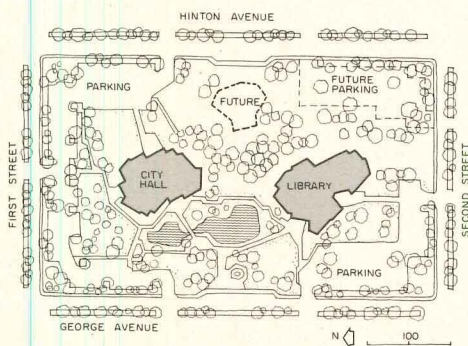 HINTON AVENUE
PARKING
FUTURE
FUTURE
PARKING
FIRST STREET
CITY
HALL
LIBRARY
SECOND STREET
PARKING
GEORGE AVENUE
N
100